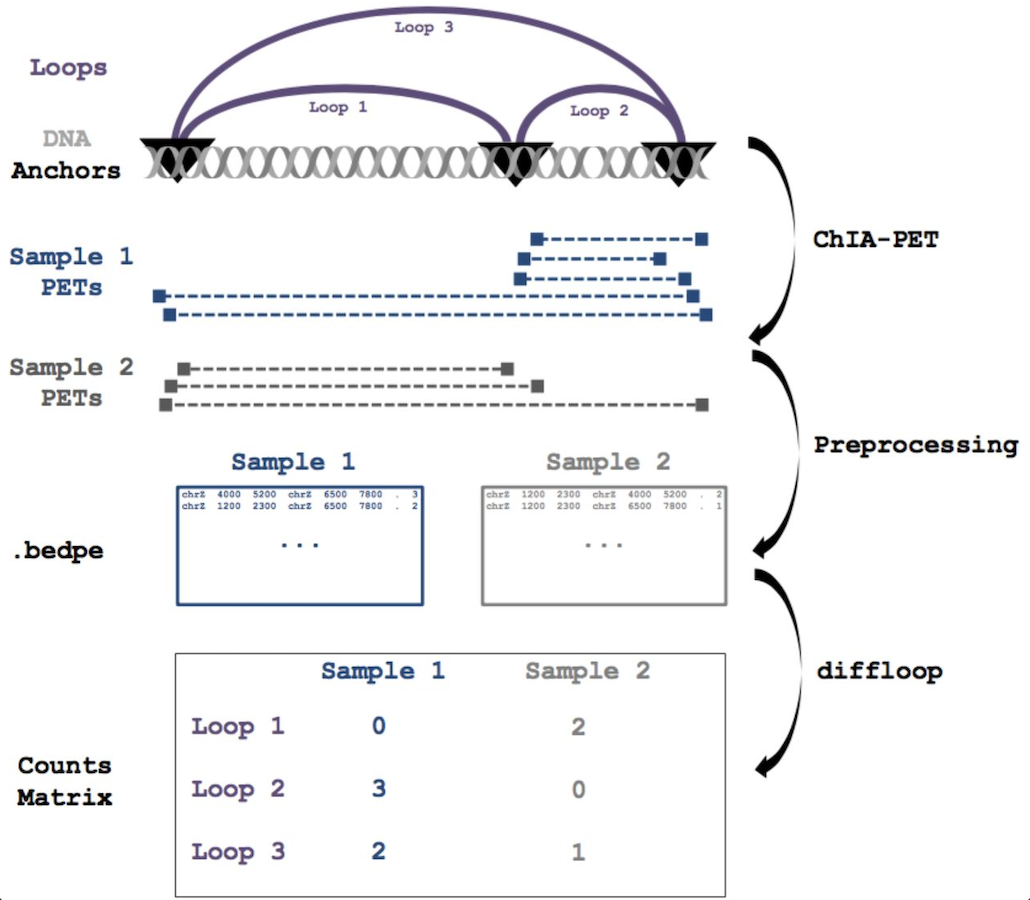 Loop 3
Loops
Loop 1
Loop 2
DNA
Anchors
ChIA-PET
Sample 1
PETs
Sample 2
PETs
Preprocessing
Sample 1
Sample 2
chrZ 4000 5200 chrZ 6500 7800 . 3
chrZ 1200 2300 chrZ 6500 7800 . 2
...
chrZ 1200 2300 chrZ 4000 5200 . 2
chrZ 1200 2300 chrZ 6500 7800 . 1
...
.bedpe
diffloop
Sample 1 Sample 2
Loop 1 0 2
Loop 2 3 0
Loop 3 2 1
Counts
Matrix